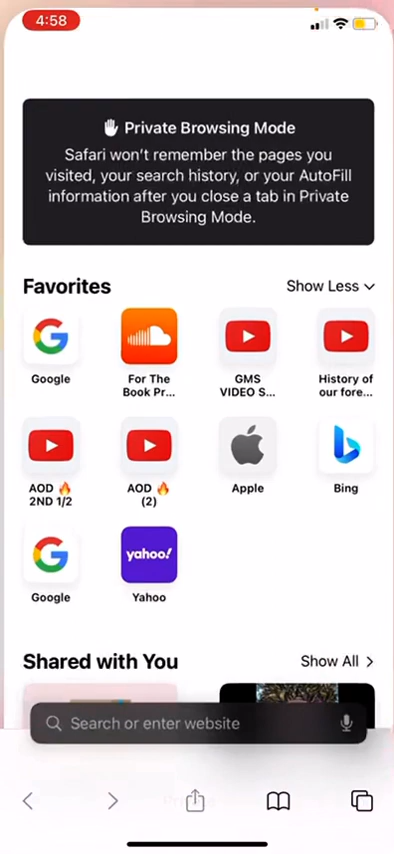 4:58
Private Browsing Mode
Safari won't remember the pages you
visited, your search history, or your AutoFill
information after you close a tab in Private
Browsing Mode.
Favorites
Show Less
Google
For The
Book Pr...
GMS
VIDEO S...
History of
our fore...
AOD 🔥
2ND 1/2
AOD 🔥
(2)
Apple
Bing
Google
yahoo!
Yahoo
Shared with You
Show All
Search or enter website